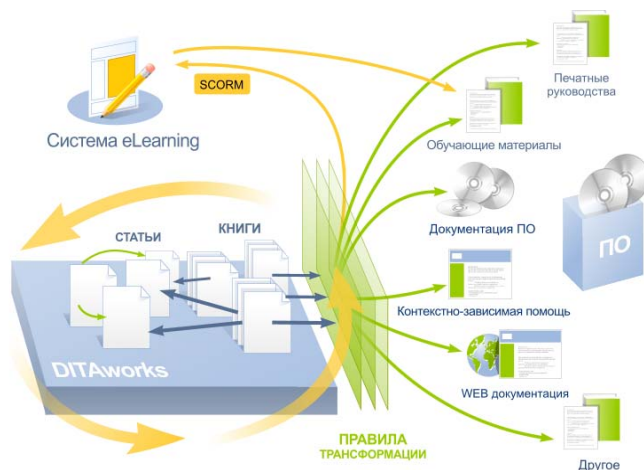 SCORM
Система eLearning
Печатные
руководства
Обучающие материалы
Документация ПО
ПО
СТАТЬИ
КНИГИ
Контекстно-зависимая помощь
DITAworks
WEB документация
ПРАВИЛА
ТРАНСФОРМАЦИИ
Другое